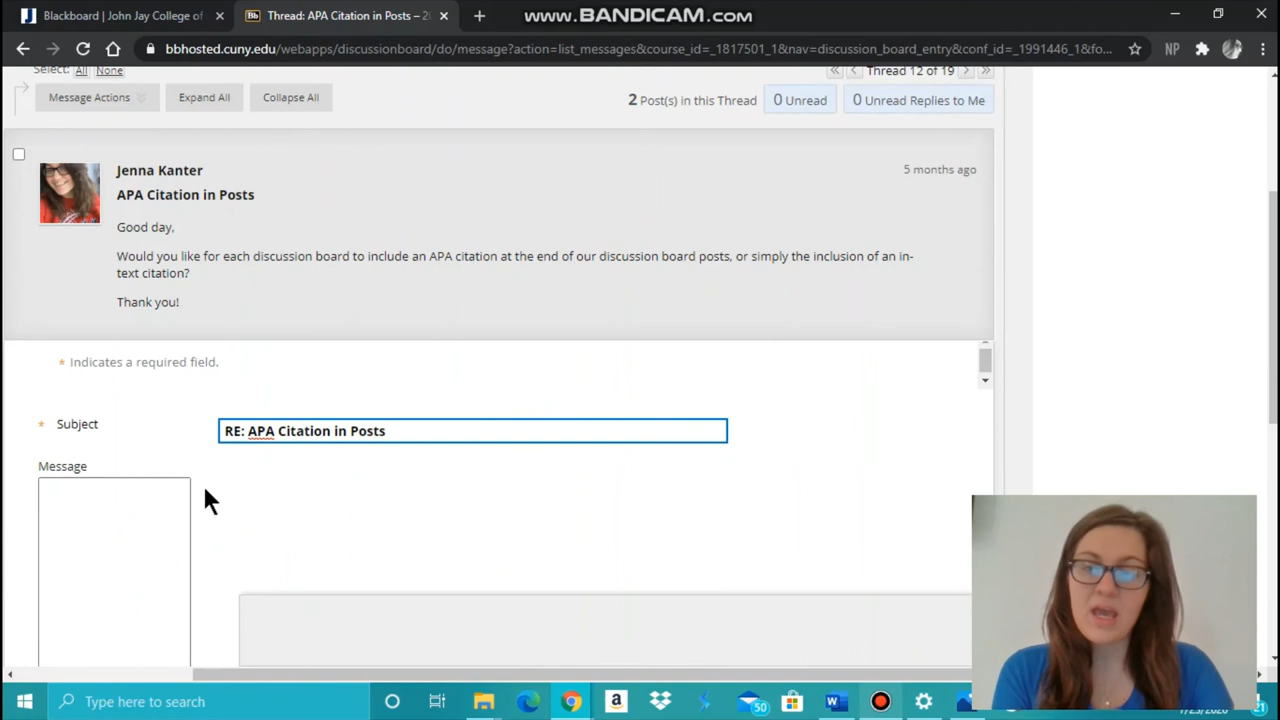 Blackboard | John Jay College of
Thread: APA Citation in Posts – 2
www.BANDICAM.com
bbhosted.cuny.edu/webapps/discussionboard/do/message?action=list_messages&course_id=_1817501_1&nav=discussion_board_entry&conf_id=_1991446_1&fo...
NP
Select: All None
Thread 12 of 19
Message Actions
Expand All
Collapse All
2 Post(s) in this Thread
0 Unread
0 Unread Replies to Me
Jenna Kanter
5 months ago
APA Citation in Posts
Good day,
Would you like for each discussion board to include an APA citation at the end of our discussion board posts, or simply the inclusion of an in-
text citation?
Thank you!
* Indicates a required field.
* Subject
RE: APA Citation in Posts
Message
Type here to search
50